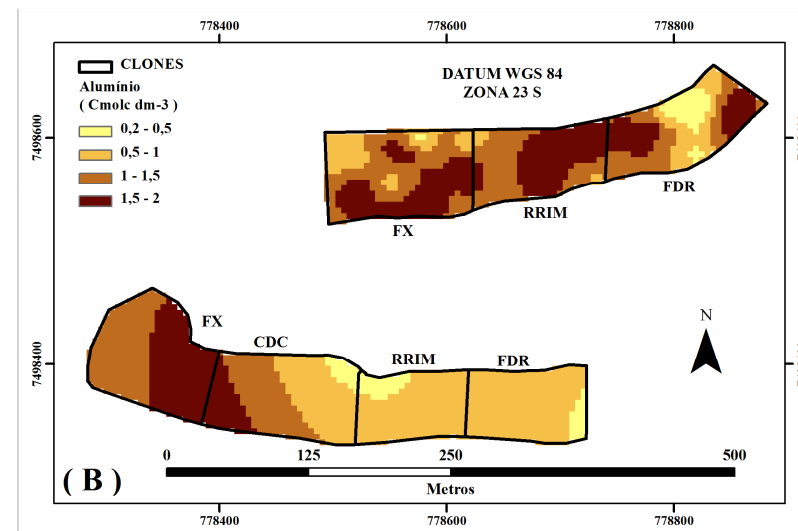 778400 778600 778800
CLONES
Alumínio
( Cmolc dm-3 )
0,2 - 0,5
0,5 - 1
1 - 1,5
1,5 - 2
DATUM WGS 84
ZONA 23 S
7498600
FX
RRIM
FDR
FX
CDC
RRIM
FDR
N
7498400
( B )
0 125 250 500
Metros
778400 778600 778800